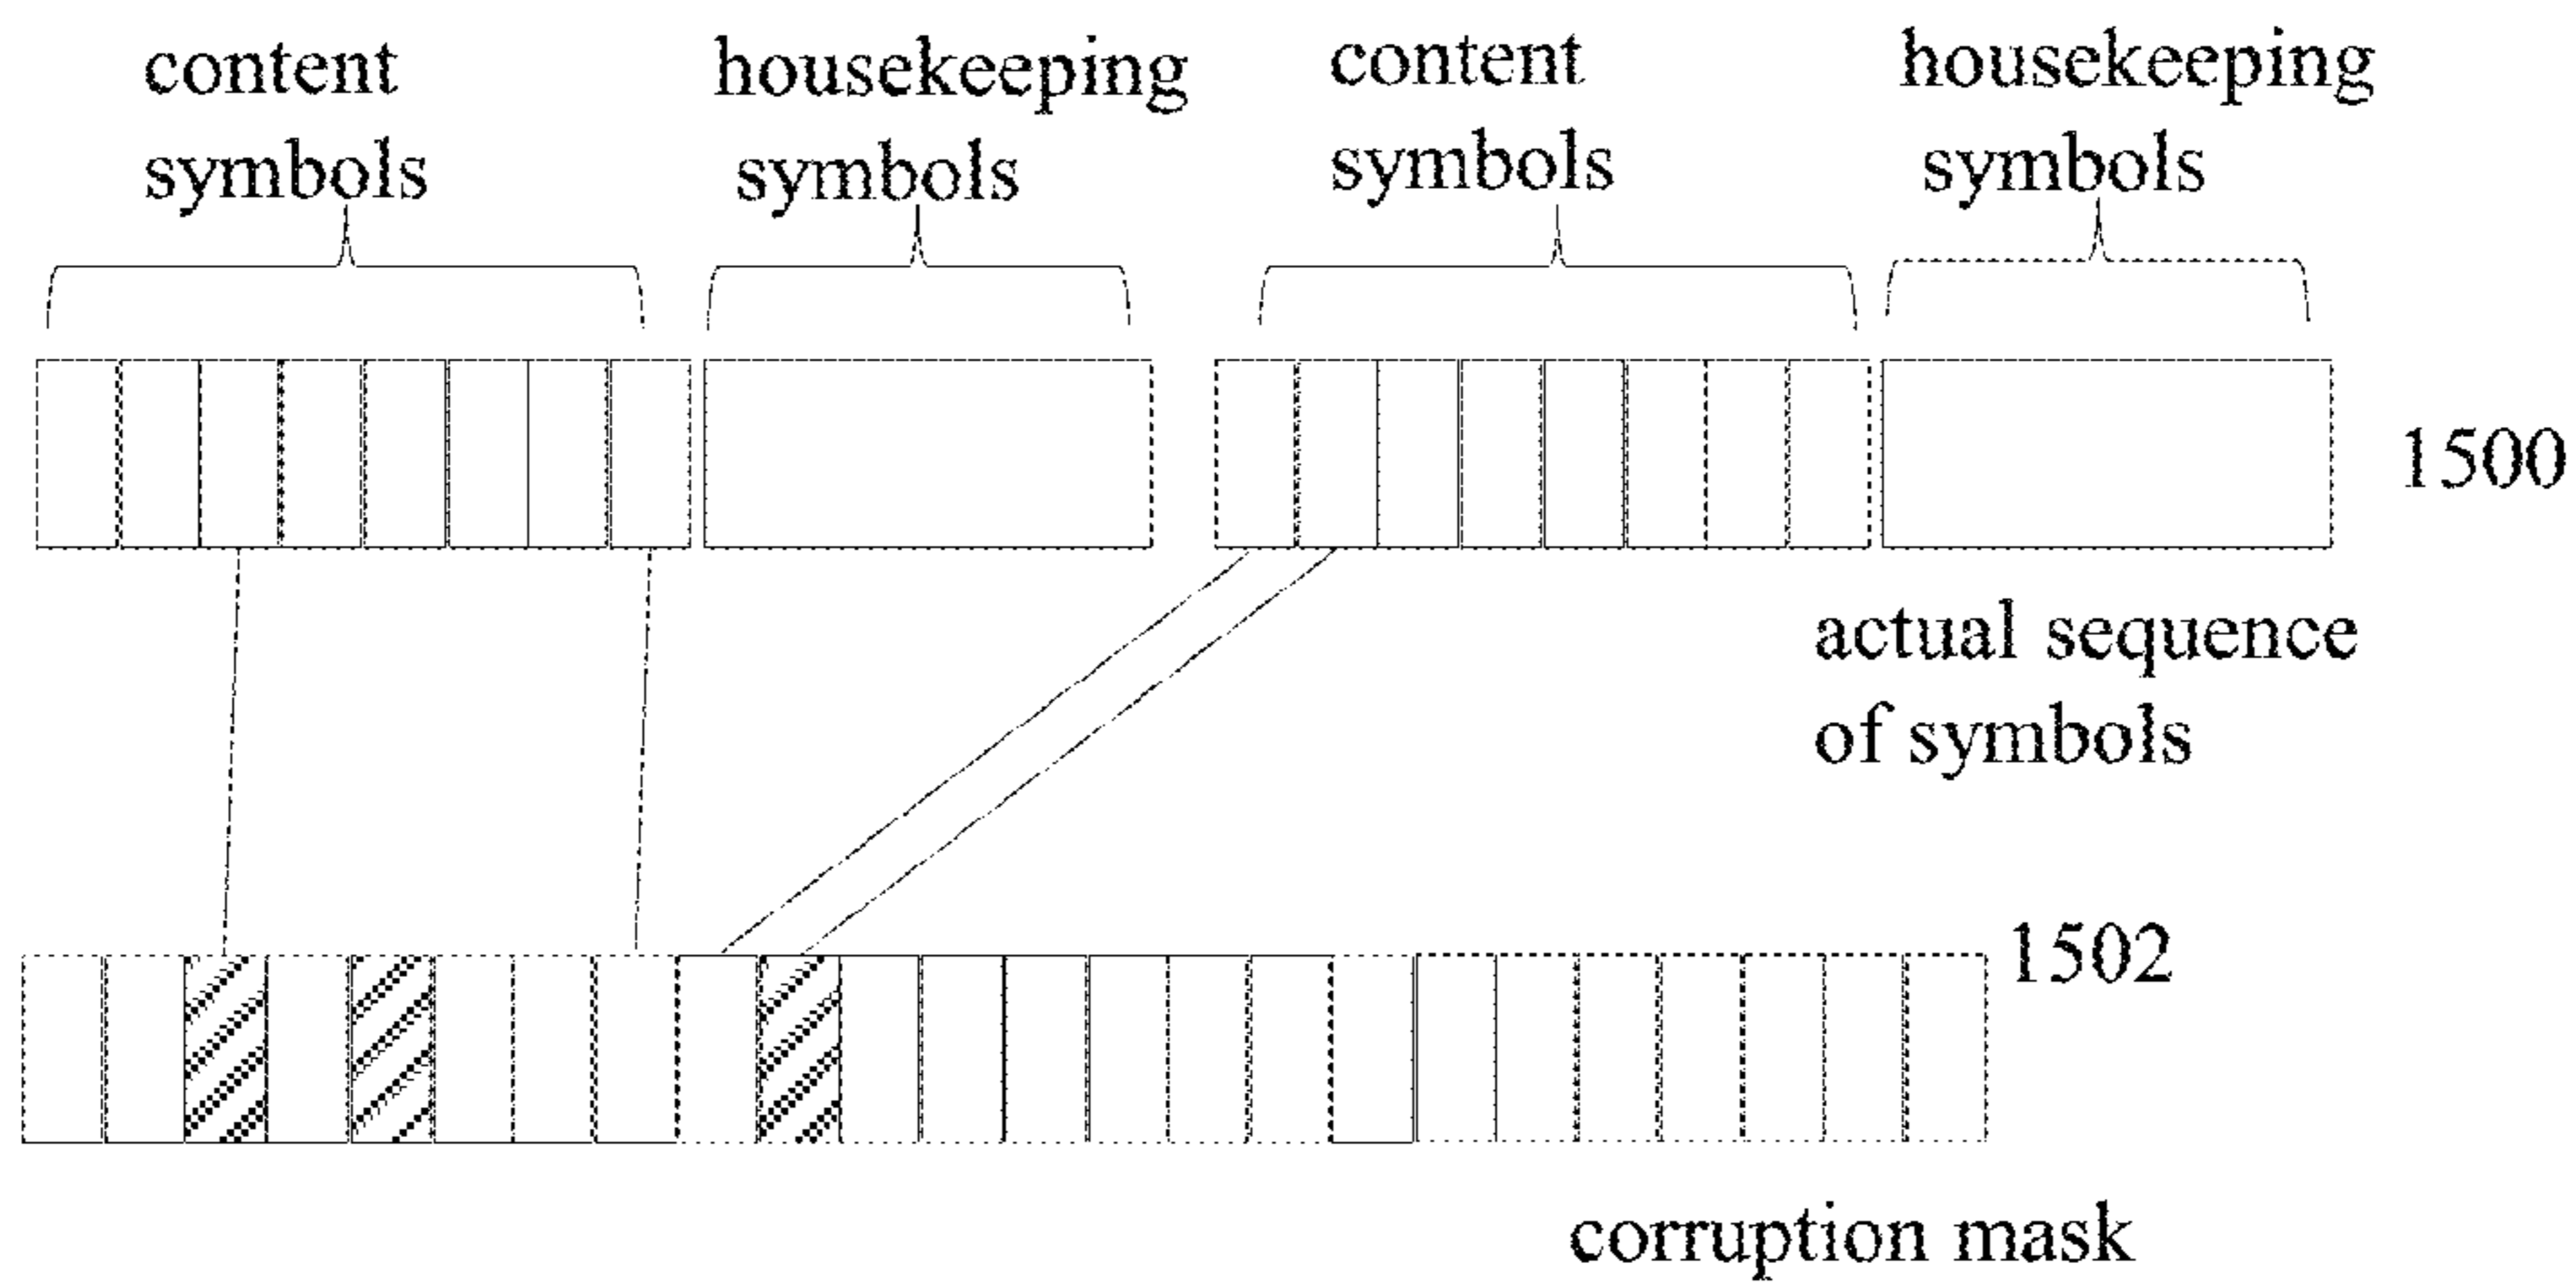 content
symbols
housekeeping
symbols
content
symbols
housekeeping
symbols
1500
actual sequence
of symbols
1502
corruption mask